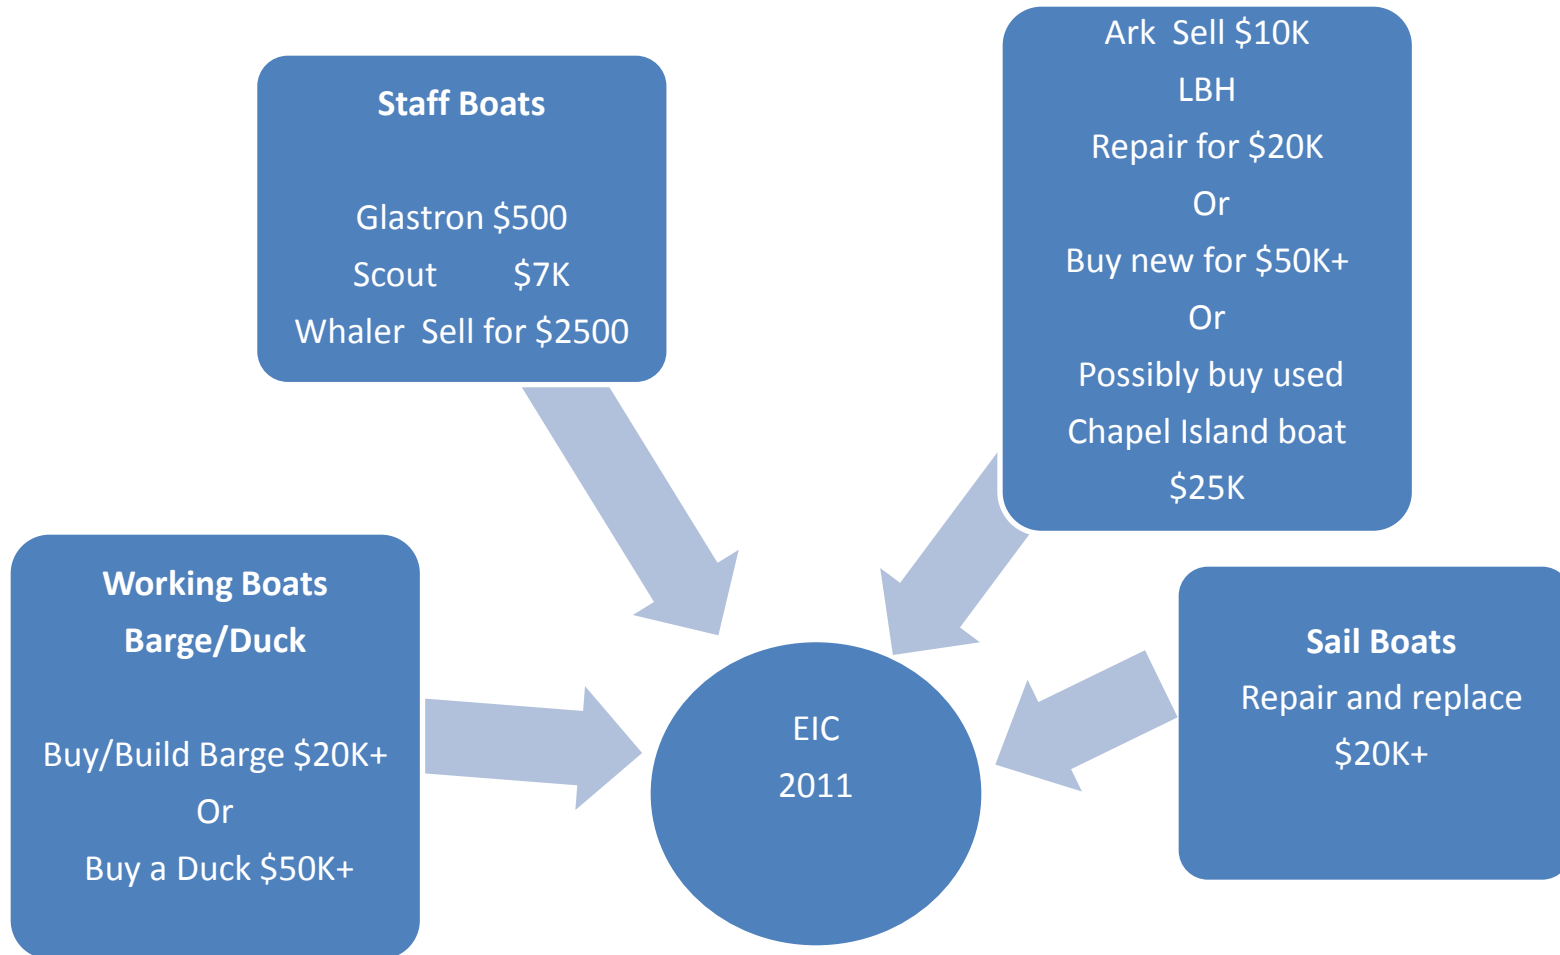 Staff Boats
Glastron $500
Scout $7K
Whaler Sell for $2500
Ark Sell $10K
LBH
Repair for $20K
Or
Buy new for $50K+
Or
Possibly buy used
Chapel Island boat
$25K
Working Boats
Barge/Duck
Buy/Build Barge $20K+
Or
Buy a Duck $50K+
EIC
2011
Sail Boats
Repair and replace
$20K+